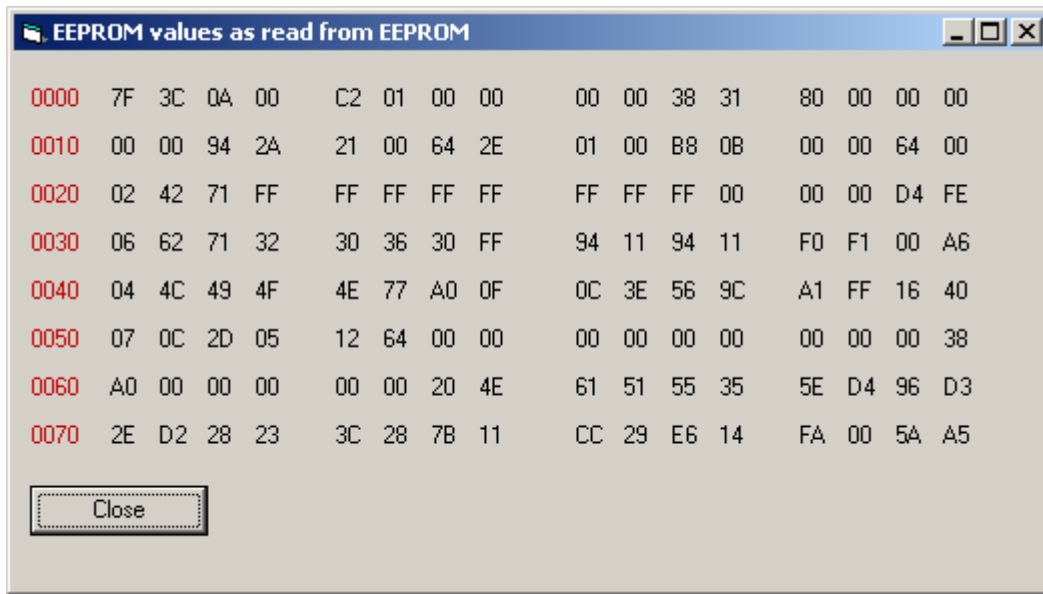 EEPROM values as read from EEPROM
0000 7F 3C 0A 00 C2 01 00 00 00 00 38 31 80 00 00 00
0010 00 00 94 2A 21 00 64 2E 01 00 B8 0B 00 00 64 00
0020 02 42 71 FF FF FF FF FF FF FF FF 00 00 00 D4 FE
0030 06 62 71 32 30 36 30 FF 94 11 94 11 F0 F1 00 A6
0040 04 4C 49 4F 4E 77 A0 0F 0C 3E 56 9C A1 FF 16 40
0050 07 0C 2D 05 12 64 00 00 00 00 00 00 00 00 00 38
0060 A0 00 00 00 00 00 20 4E 61 51 55 35 5E D4 96 D3
0070 2E D2 28 23 3C 28 7B 11 CC 29 E6 14 FA 00 5A A5
Close